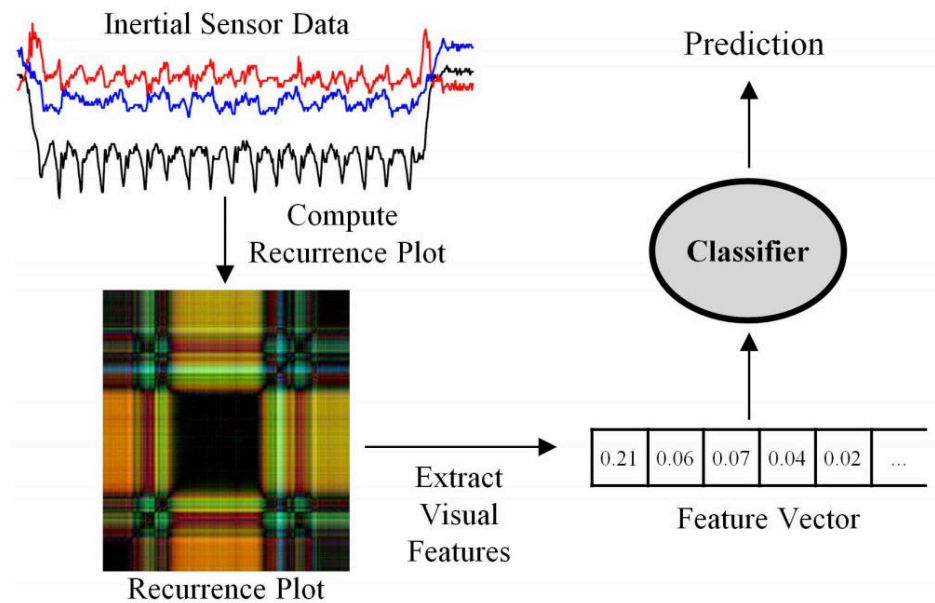 Inertial Sensor Data
Compute
Recurrence Plot
Recurrence Plot
Extract
Visual
Features
0.21 0.06 0.07 0.04 0.02 ...
Feature Vector
Classifier
Prediction